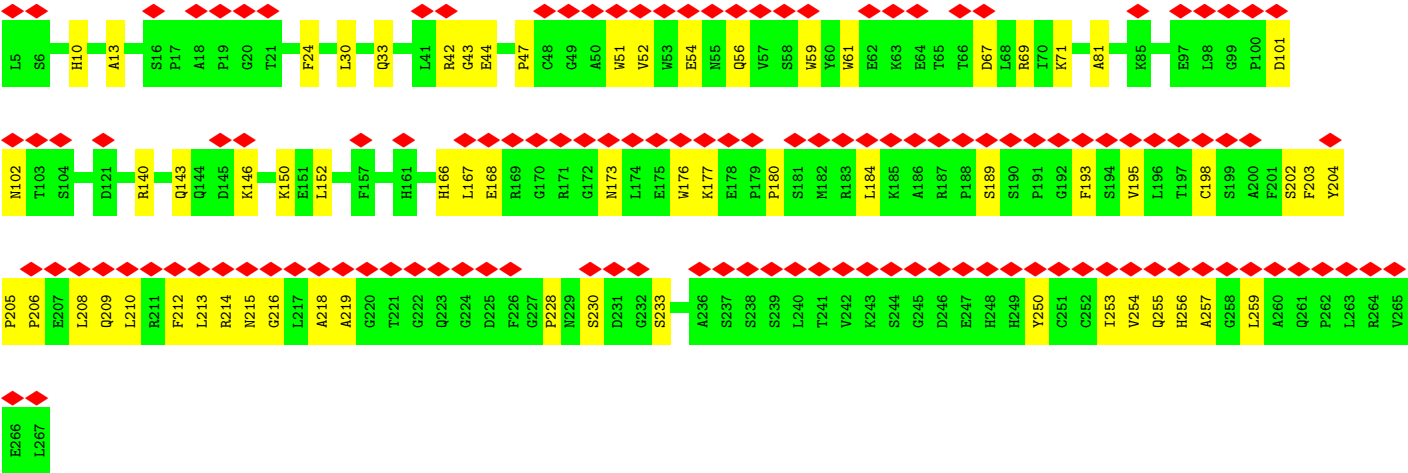 L5 S6 H10 A13 S16 P17 A18 P19 G20 T21 F24 L30 Q33 L41 R42 G43 E44 P47 C48 G49 A50 W51 V52 W53 E54 N55 Q56 V57 S58 W59 Y60 W61 E62 K63 E64 T65 T66 D67 L68 R69 I70 K71 A81 K85 E97 L98 G99 P100 D101
N102 T103 S104 D121 R140 Q143 Q144 D145 K146 K150 E151 L152 F157 H161 H166 L167 E168 R169 G170 R171 G172 N173 L174 E175 W176 K177 E178 P179 P180 S181 M182 R183 L184 K185 A186 R187 P188 S189 S190 P191 G192 F193 S194 V195 L196 T197 C198 S199 A200 F201 S202 F203 Y204
P205 P206 E207 L208 Q209 L210 R211 F212 L213 R214 N215 G216 L217 A218 A219 G220 T221 G222 Q223 G224 D225 F226 G227 P228 N229 S230 D231 G232 S233 A236 S237 S238 S239 L240 T241 V242 K243 S244 G245 D246 E247 H248 H249 Y250 C251 C252 I253 V254 Q255 H256 A257 G258 L259 A260 Q261 P262 L263 R264 V265
E266 L267